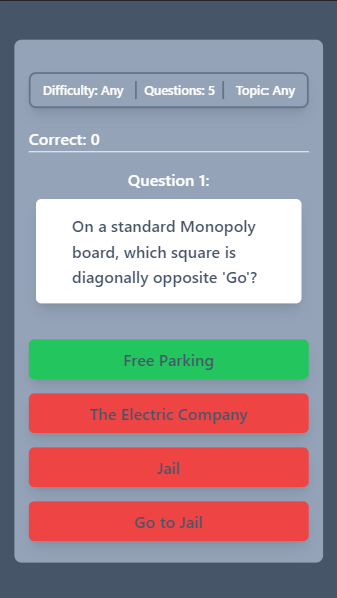 Difficulty: Any Questions: 5 Topic: Any
Correct: 0
Question 1:
On a standard Monopoly
board, which square is
diagonally opposite 'Go'?
Free Parking
The Electric Company
Jail
Go to Jail